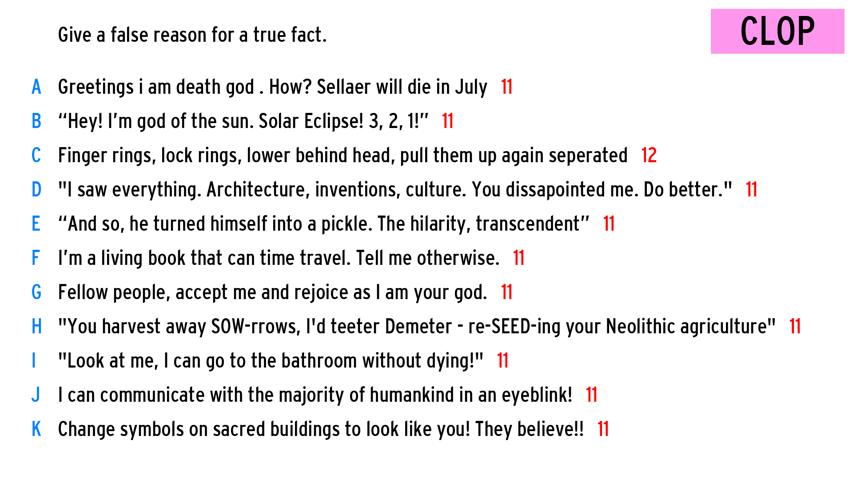 Give a false reason for a true fact.
CLOP
A Greetings i am death god . How? Sellaer will die in July 11
B “Hey! I’m god of the sun. Solar Eclipse! 3, 2, 1!” 11
C Finger rings, lock rings, lower behind head, pull them up again seperated 12
D "I saw everything. Architecture, inventions, culture. You dissapointed me. Do better." 11
E “And so, he turned himself into a pickle. The hilarity, transcendent” 11
F I’m a living book that can time travel. Tell me otherwise. 11
G Fellow people, accept me and rejoice as I am your god. 11
H "You harvest away SOW-rrows, I'd teeter Demeter - re-SEED-ing your Neolithic agriculture" 11
I "Look at me, I can go to the bathroom without dying!" 11
J I can communicate with the majority of humankind in an eyeblink! 11
K Change symbols on sacred buildings to look like you! They believe!! 11